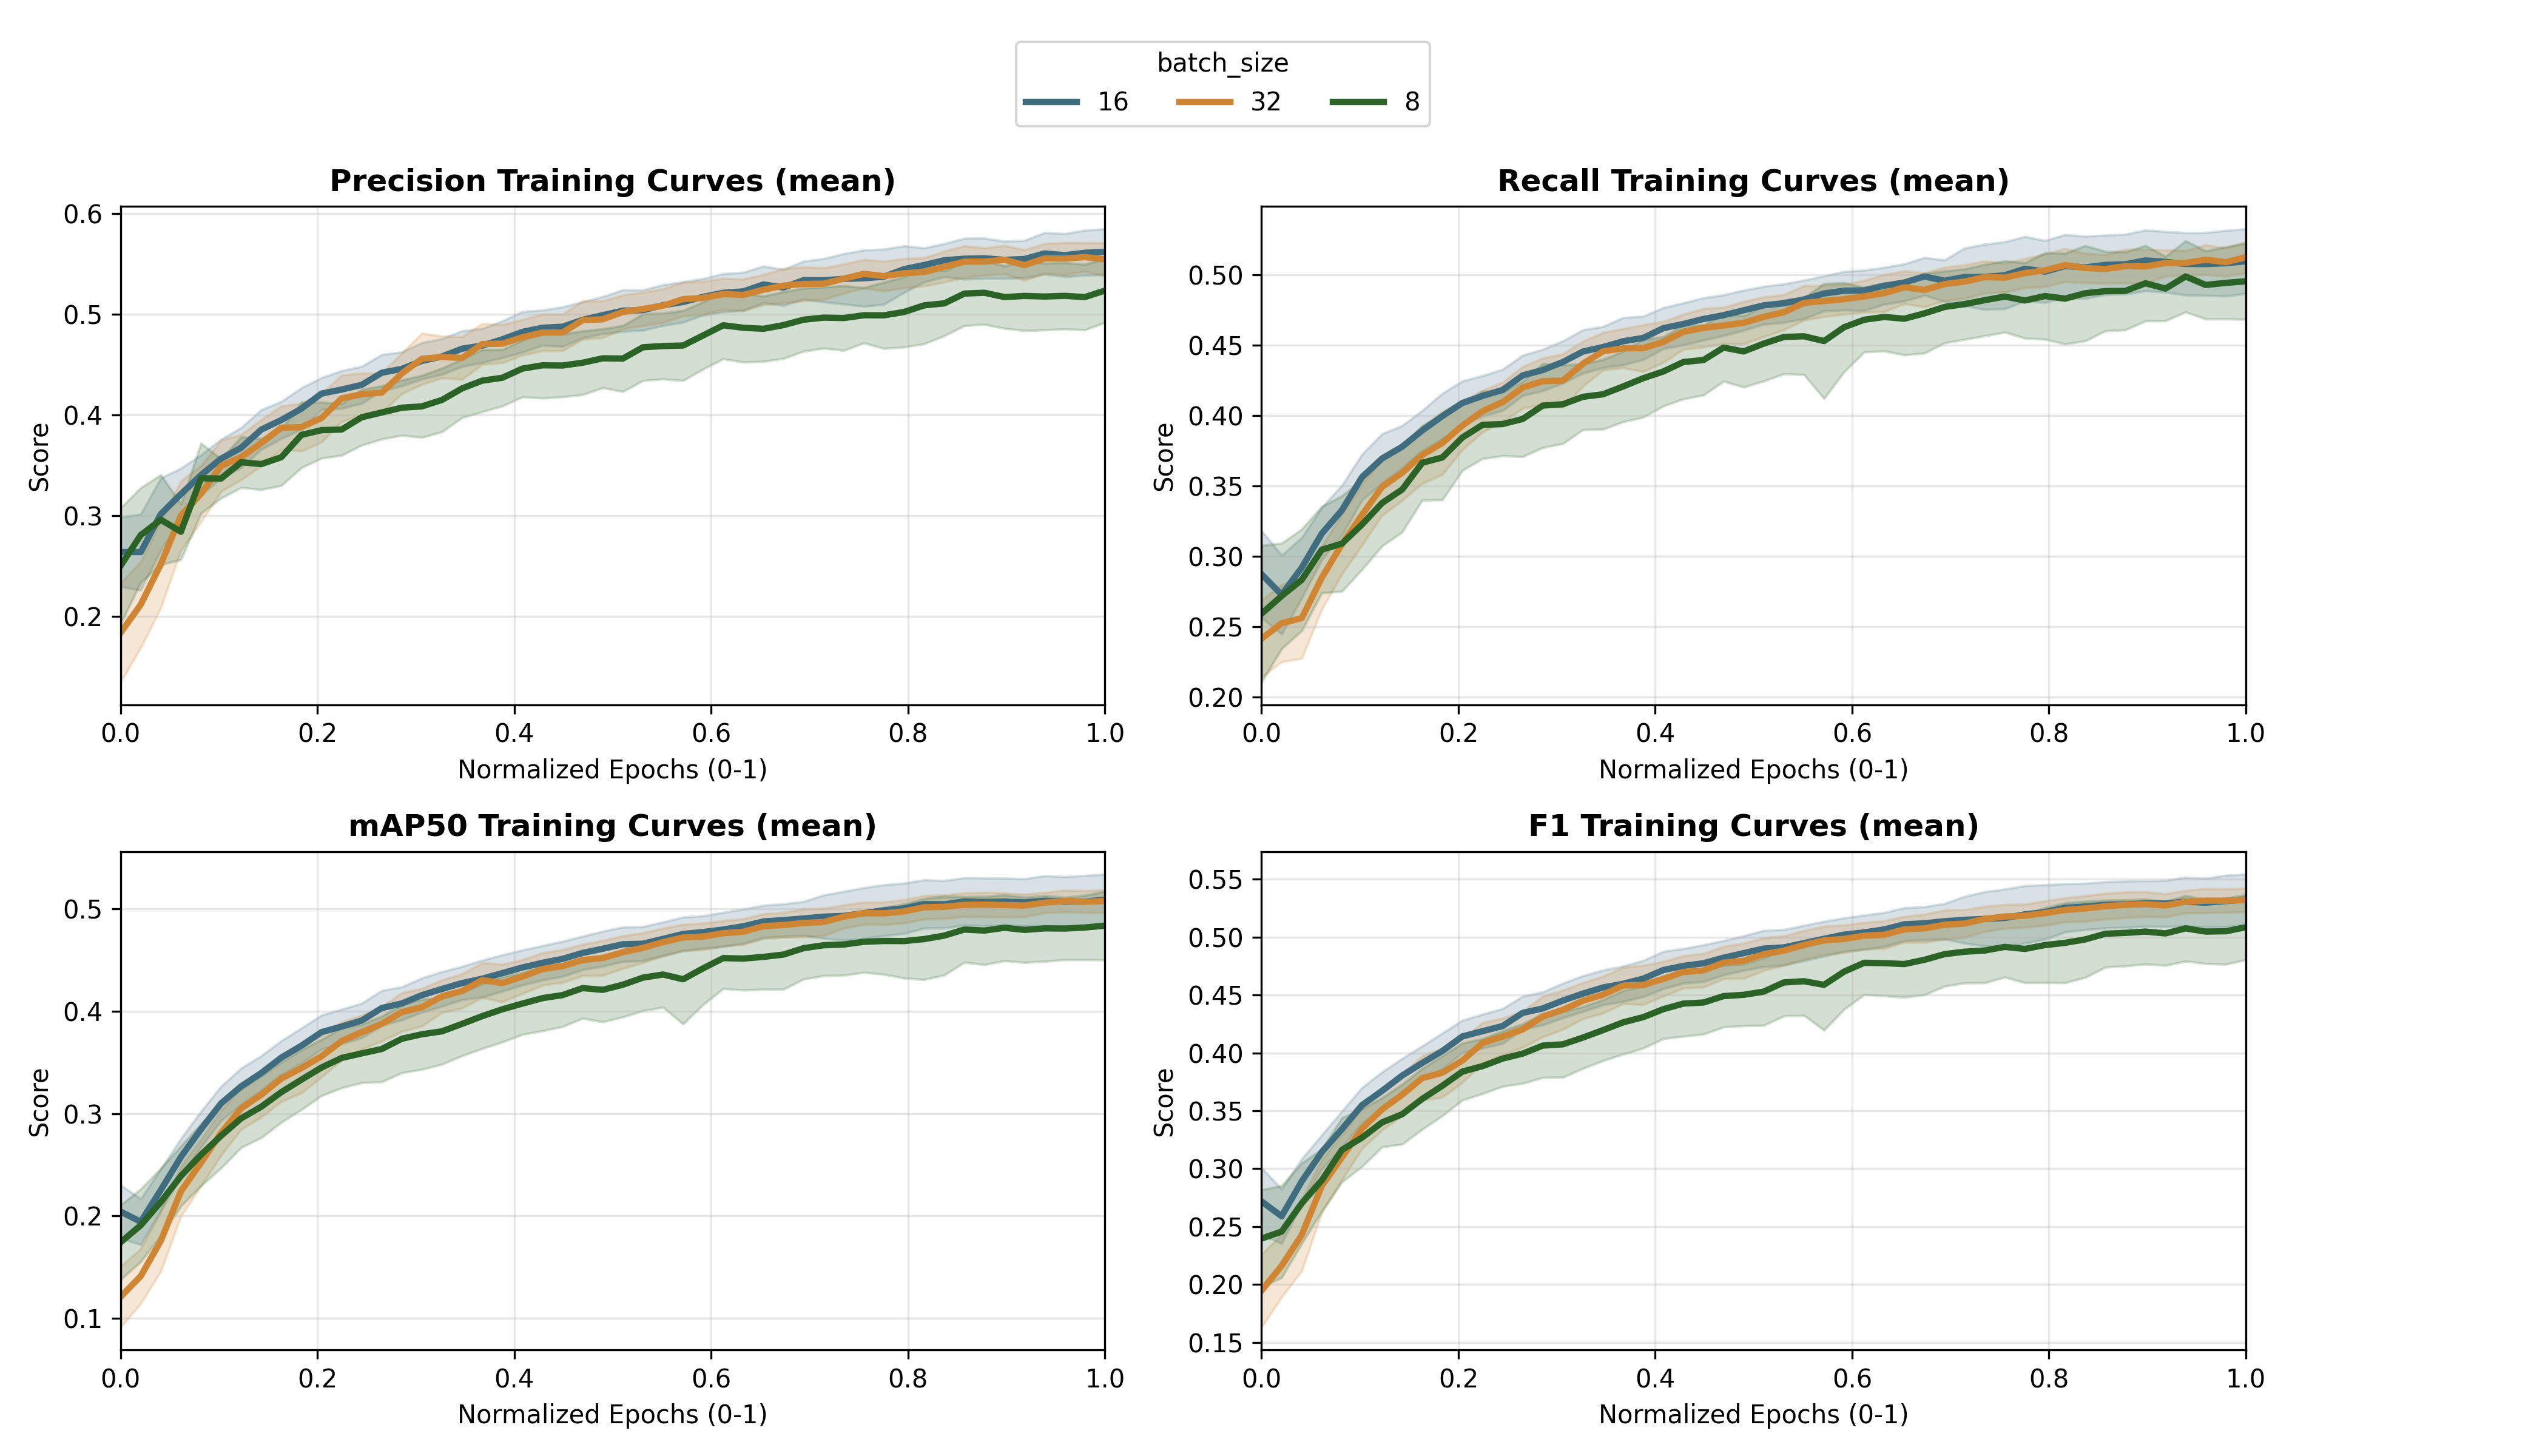 batch_size
16 32 8
Precision Training Curves (mean)
0.6
0.5
0.4
0.3
0.2
Score
0.0 0.2 0.4 0.6 0.8 1.0
Normalized Epochs (0-1)
Recall Training Curves (mean)
0.50
0.45
0.40
0.35
0.30
0.25
0.20
Score
0.0 0.2 0.4 0.6 0.8 1.0
Normalized Epochs (0-1)
mAP50 Training Curves (mean)
0.5
0.4
0.3
0.2
0.1
Score
0.0 0.2 0.4 0.6 0.8 1.0
Normalized Epochs (0-1)
F1 Training Curves (mean)
0.55
0.50
0.45
0.40
0.35
0.30
0.25
0.20
0.15
Score
0.0 0.2 0.4 0.6 0.8 1.0
Normalized Epochs (0-1)